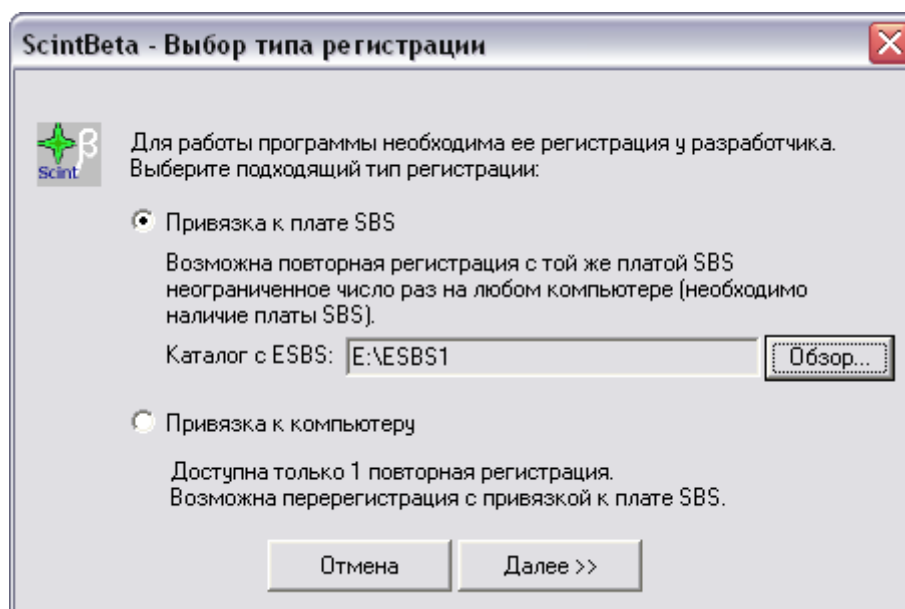 ScintBeta - Выбор типа регистрации
β
Scint
Для работы программы необходима ее регистрация у разработчика.
Выберите подходящий тип регистрации:
Привязка к плате SBS
Возможна повторная регистрация с той же платой SBS
неограниченное число раз на любом компьютере (необходимо
наличие платы SBS).
Каталог с ESBS: E:\ESBS1 Обзор...
Привязка к компьютеру
Доступна только 1 повторная регистрация.
Возможна перерегистрация с привязкой к плате SBS.
Отмена Далее >>